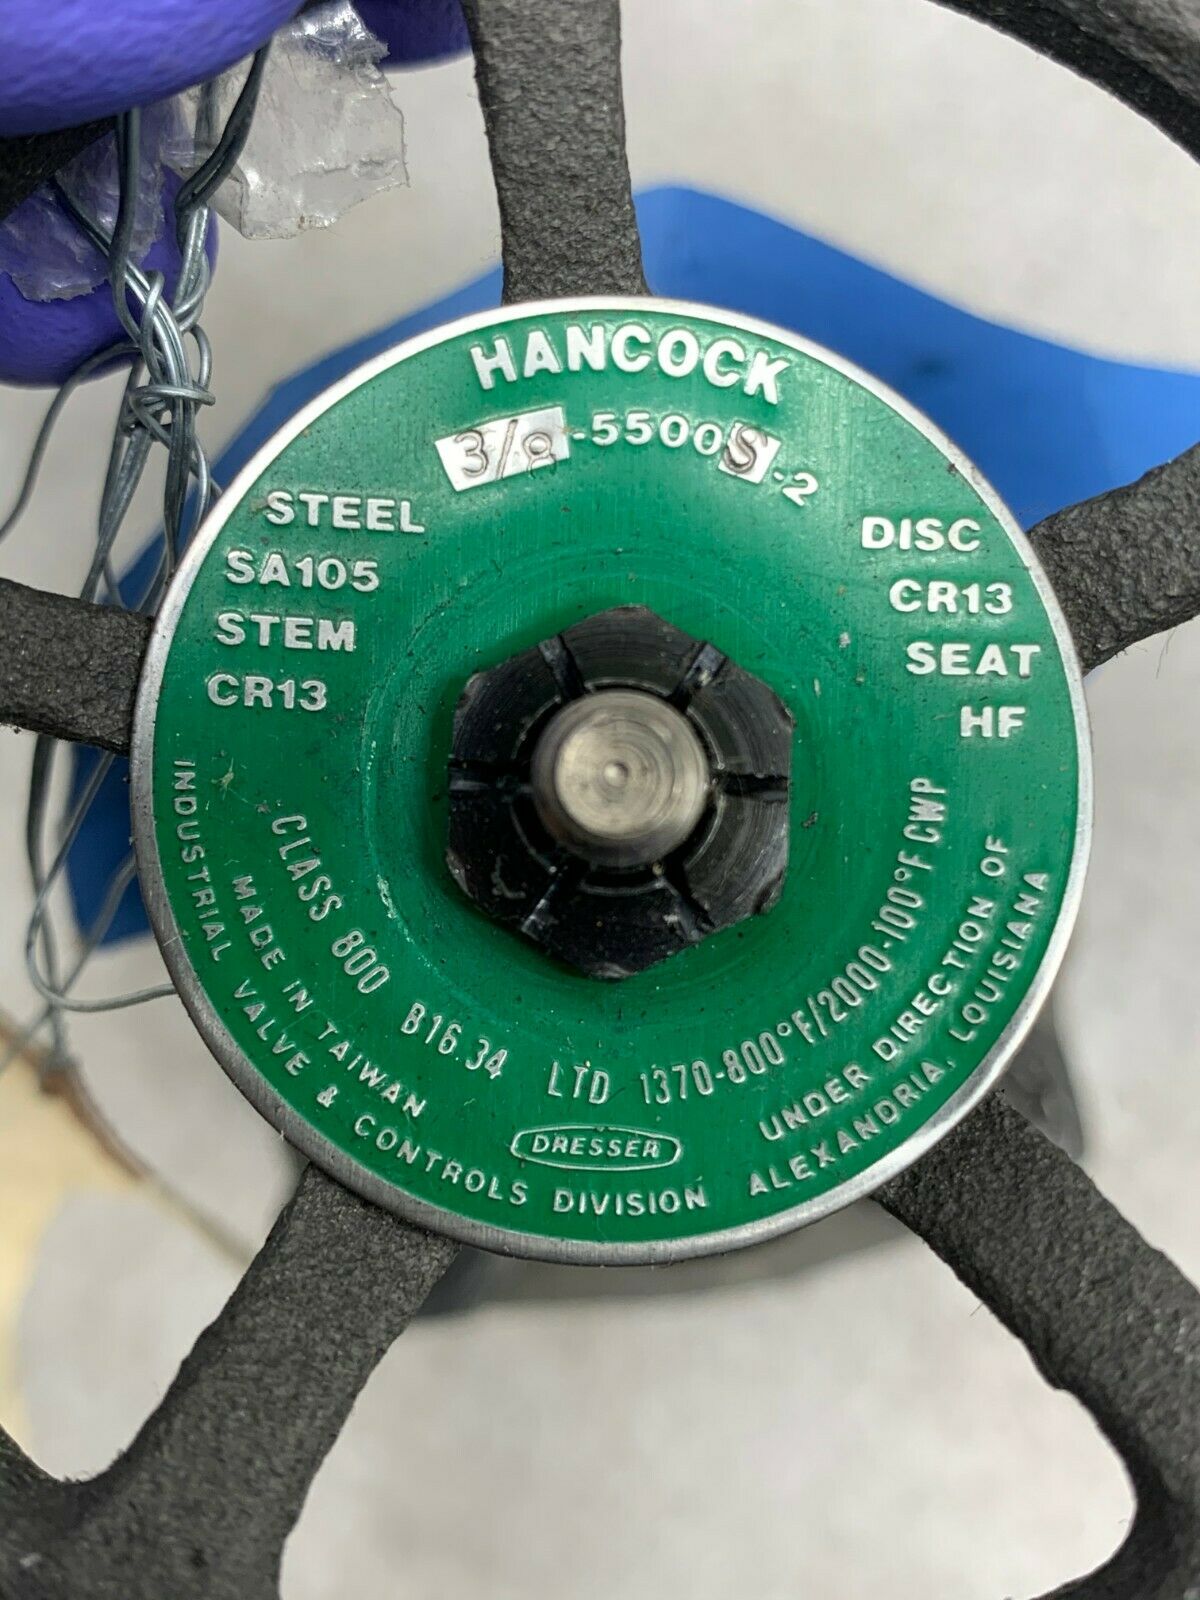 HANCOCK
3/8-5500S-2
STEEL
SA105
STEM
CR13
DISC
CR13
SEAT
HF
CLASS 800 B16.34 LTD 1370-800°F/2000-100°F CWP
MADE IN TAIWAN
DRESSER
UNDER DIRECTION OF
INDUSTRIAL VALVE & CONTROLS DIVISION ALEXANDRIA, LOUISIANA